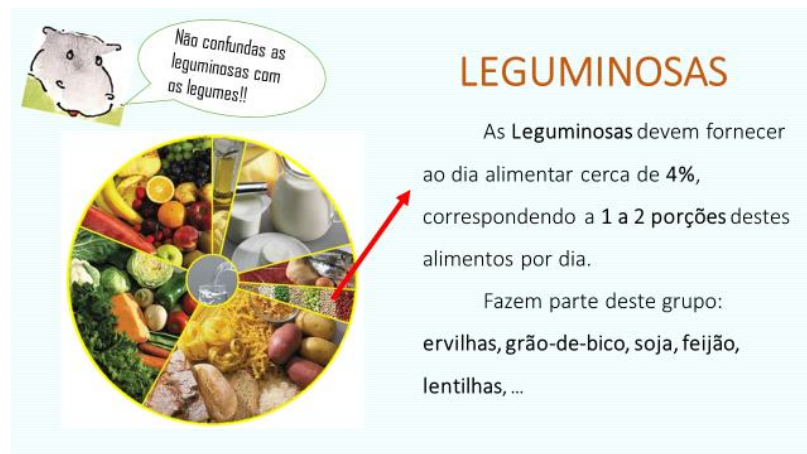 Não confundas as
leguminosas com
os legumes!!
LEGUMINOSAS
As Leguminosas devem fornecer
ao dia alimentar cerca de 4%,
correspondendo a 1 a 2 porções destes
alimentos por dia.
Fazem parte deste grupo:
ervilhas, grão-de-bico, soja, feijão,
lentilhas, ...